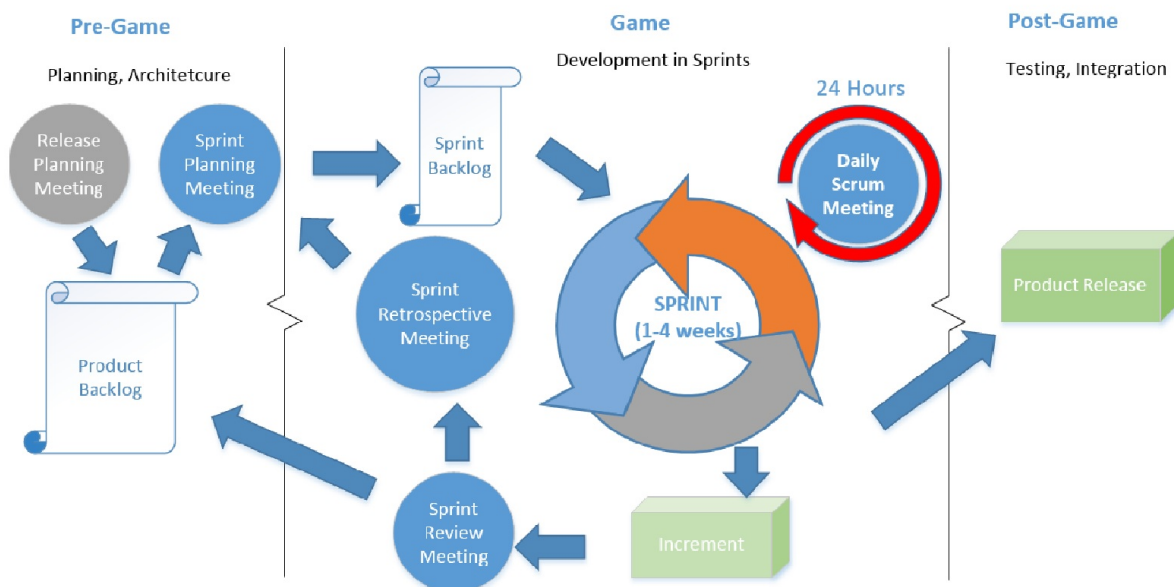 Pre-Game
Planning, Architetcure
Release
Planning
Meeting
Sprint
Planning
Meeting
Product
Backlog
Game
Development in Sprints
Sprint
Backlog
24 Hours
Daily
Scrum
Meeting
Sprint
Retrospective
Meeting
SPRINT
(1-4 weeks)
Sprint
Review
Meeting
Increment
Post-Game
Testing, Integration
Product Release